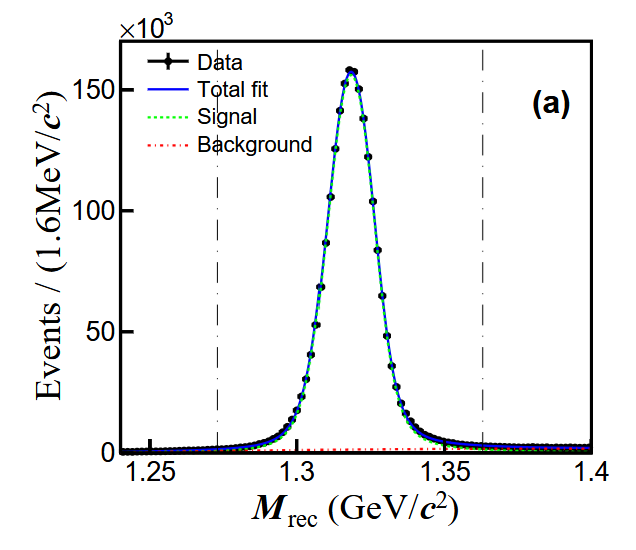 ×10³
Data
Total fit
Signal
Background
(a)
Events / (1.6MeV/c²)
150
100
50
0
1.25
1.3
1.35
1.4
M_rec (GeV/c²)